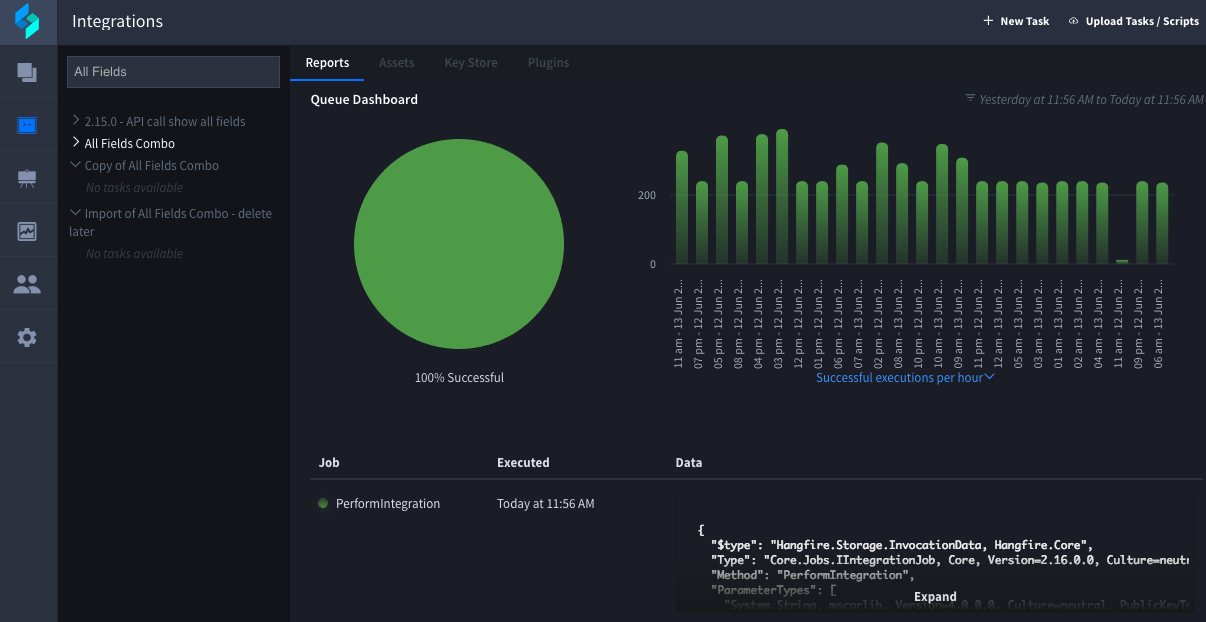 Integrations
New Task
Upload Tasks / Scripts
All Fields
2.15.0 - API call show all fields
All Fields Combo
Copy of All Fields Combo
No tasks available
Import of All Fields Combo - delete
later
No tasks available
Reports
Assets
Key Store
Plugins
Queue Dashboard
Yesterday at 11:56 AM to Today at 11:56 AM
100% Successful
200
0
11 am - 13 Jun 2...
07 pm - 12 Jun 2...
05 pm - 12 Jun 2...
08 pm - 12 Jun 2...
04 pm - 12 Jun 2...
03 pm - 12 Jun 2...
12 pm - 12 Jun 2...
01 pm - 12 Jun 2...
06 pm - 12 Jun 2...
07 am - 13 Jun 2...
02 pm - 12 Jun 2...
08 am - 13 Jun 2...
10 pm - 12 Jun 2...
10 am - 13 Jun 2...
09 am - 13 Jun 2...
11 pm - 12 Jun 2...
12 am - 13 Jun 2...
05 am - 13 Jun 2...
03 am - 13 Jun 2...
01 am - 13 Jun 2...
02 am - 13 Jun 2...
04 am - 13 Jun 2...
11 am - 12 Jun 2...
09 pm - 12 Jun 2...
06 am - 13 Jun 2...
Successful executions per hour
Job
Executed
Data
PerformIntegration
Today at 11:56 AM
{
"$type": "Hangfire.Storage.InvocationData, Hangfire.Core",
"Type": "Core.Jobs.IIntegrationJob, Core, Version=2.16.0.0, Culture=neutr
"Method": "PerformIntegration",
"ParameterTypes": [
Expand
"System.String, mscorlib, Version=4.0.0.0, Culture=neutral, PublicKeyTo